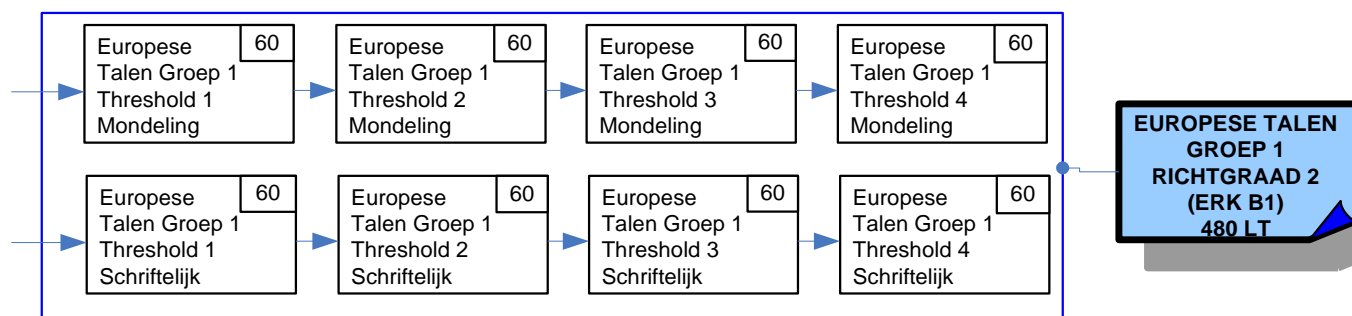 Europese
Talen Groep 1
Threshold 1
Mondeling
60
Europese
Talen Groep 1
Threshold 2
Mondeling
60
Europese
Talen Groep 1
Threshold 3
Mondeling
60
Europese
Talen Groep 1
Threshold 4
Mondeling
60
Europese
Talen Groep 1
Threshold 1
Schriftelijk
60
Europese
Talen Groep 1
Threshold 2
Schriftelijk
60
Europese
Talen Groep 1
Threshold 3
Schriftelijk
60
Europese
Talen Groep 1
Threshold 4
Schriftelijk
60
EUROPESE TALEN
GROEP 1
RICHTGRAAD 2
(ERK B1)
480 LT